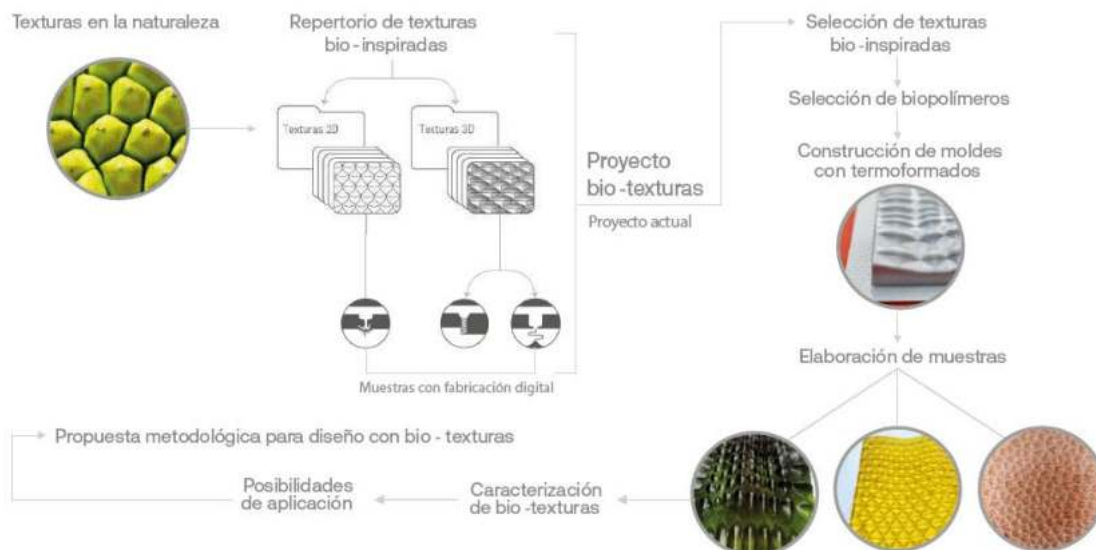 Texturas en la naturaleza
Repertorio de texturas
bio - inspiradas
Texturas 2D
Texturas 3D
Muestras con fabricación digital
Proyecto
bio - texturas
Proyecto actual
Selección de texturas
bio - inspiradas
Selección de biopolímeros
Construcción de moldes
con termoformados
Elaboración de muestras
Caracterización
de bio - texturas
Posibilidades
de aplicación
Propuesta metodológica para diseño con bio - texturas